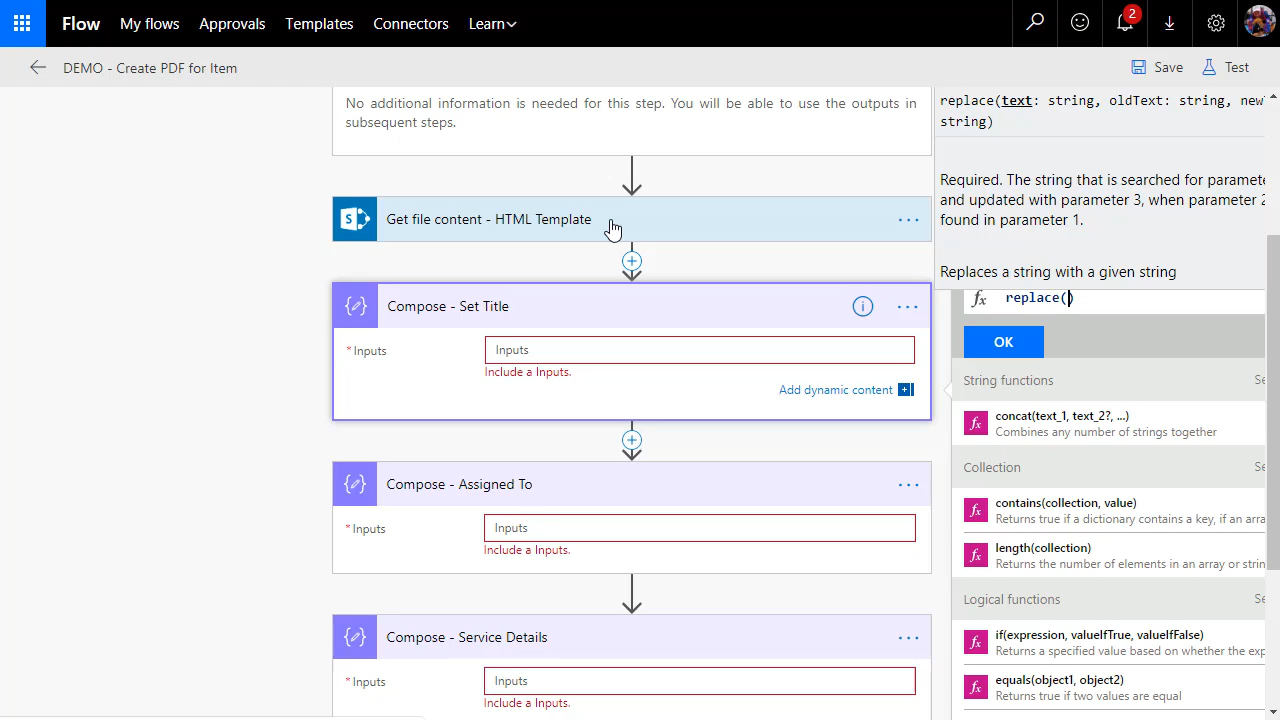 Flow
My flows
Approvals
Templates
Connectors
Learn
2
DEMO - Create PDF for Item
Save
Test
No additional information is needed for this step. You will be able to use the outputs in
subsequent steps.
Get file content - HTML Template
Compose - Set Title
*Inputs
Inputs
Include a Inputs.
Add dynamic content
Compose - Assigned To
*Inputs
Inputs
Include a Inputs.
Compose - Service Details
*Inputs
Inputs
Include a Inputs.
replace(text: string, oldText: string, new
string)
Required. The string that is searched for paramete
and updated with parameter 3, when parameter 2
found in parameter 1.
Replaces a string with a given string
fx
replace()
OK
String functions
Se
fx
concat(text_1, text_2?, ...)
Combines any number of strings together
Collection
Se
fx
contains(collection, value)
Returns true if a dictionary contains a key, if an arra
fx
length(collection)
Returns the number of elements in an array or strin
Logical functions
Se
fx
if(expression, valueIfTrue, valueIfFalse)
Returns a specified value based on whether the exp
fx
equals(object1, object2)
Returns true if two values are equal